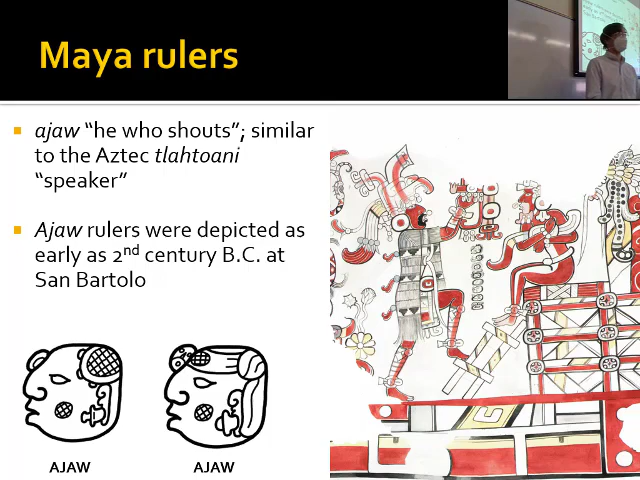 Maya rulers
ajaw “he who shouts”; similar
to the Aztec tlahtoani
“speaker”
Ajaw rulers were depicted as
early as 2nd century B.C. at
San Bartolo
AJAW
AJAW